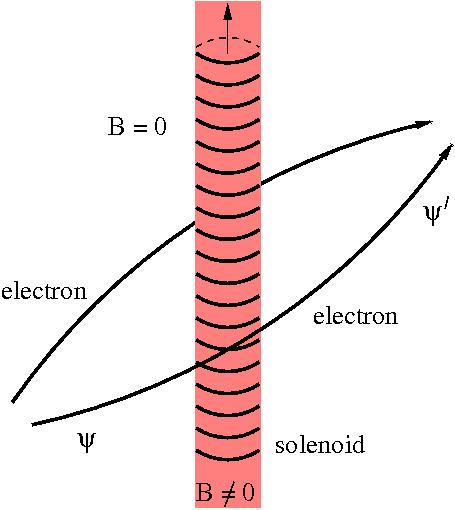 B = 0
ψ′
electron
electron
ψ
solenoid
B ≠ 0